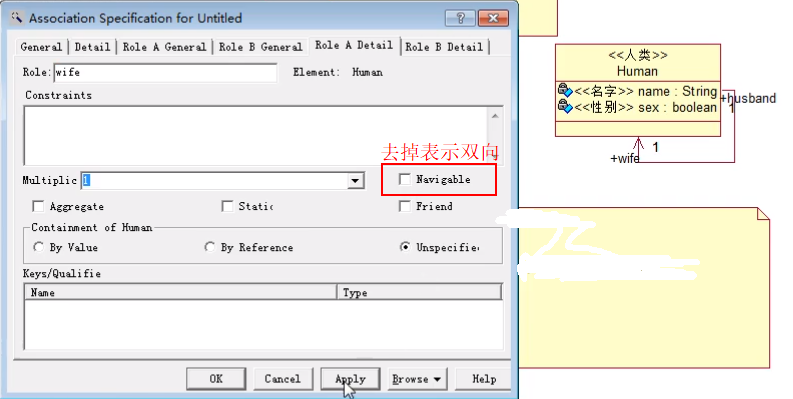 Association Specification for Untitled
General
Detail
Role A General
Role B General
Role A Detail
Role B Detail
Role:
wife
Element: Human
Constraints
去掉表示双向
Multiplic
1
Navigable
Aggregate
Static
Friend
Containment of Human
By Value
By Reference
Unspecifie
Keys/Qualifie
Name
Type
OK
Cancel
Apply
Browse
Help
<<人类>>
Human
<<名字>> name : String
<<性别>> sex : boolean
+husband
1
1
+wife